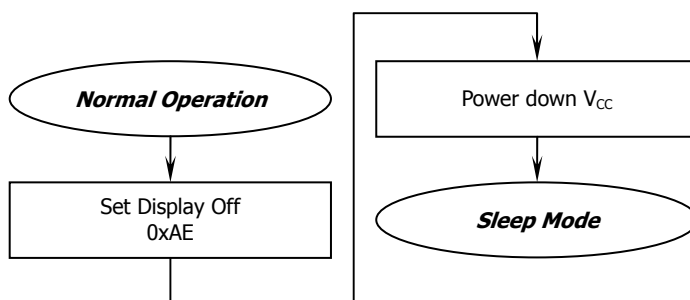 Normal Operation
Set Display Off
0xAE
Power down VCC
Sleep Mode